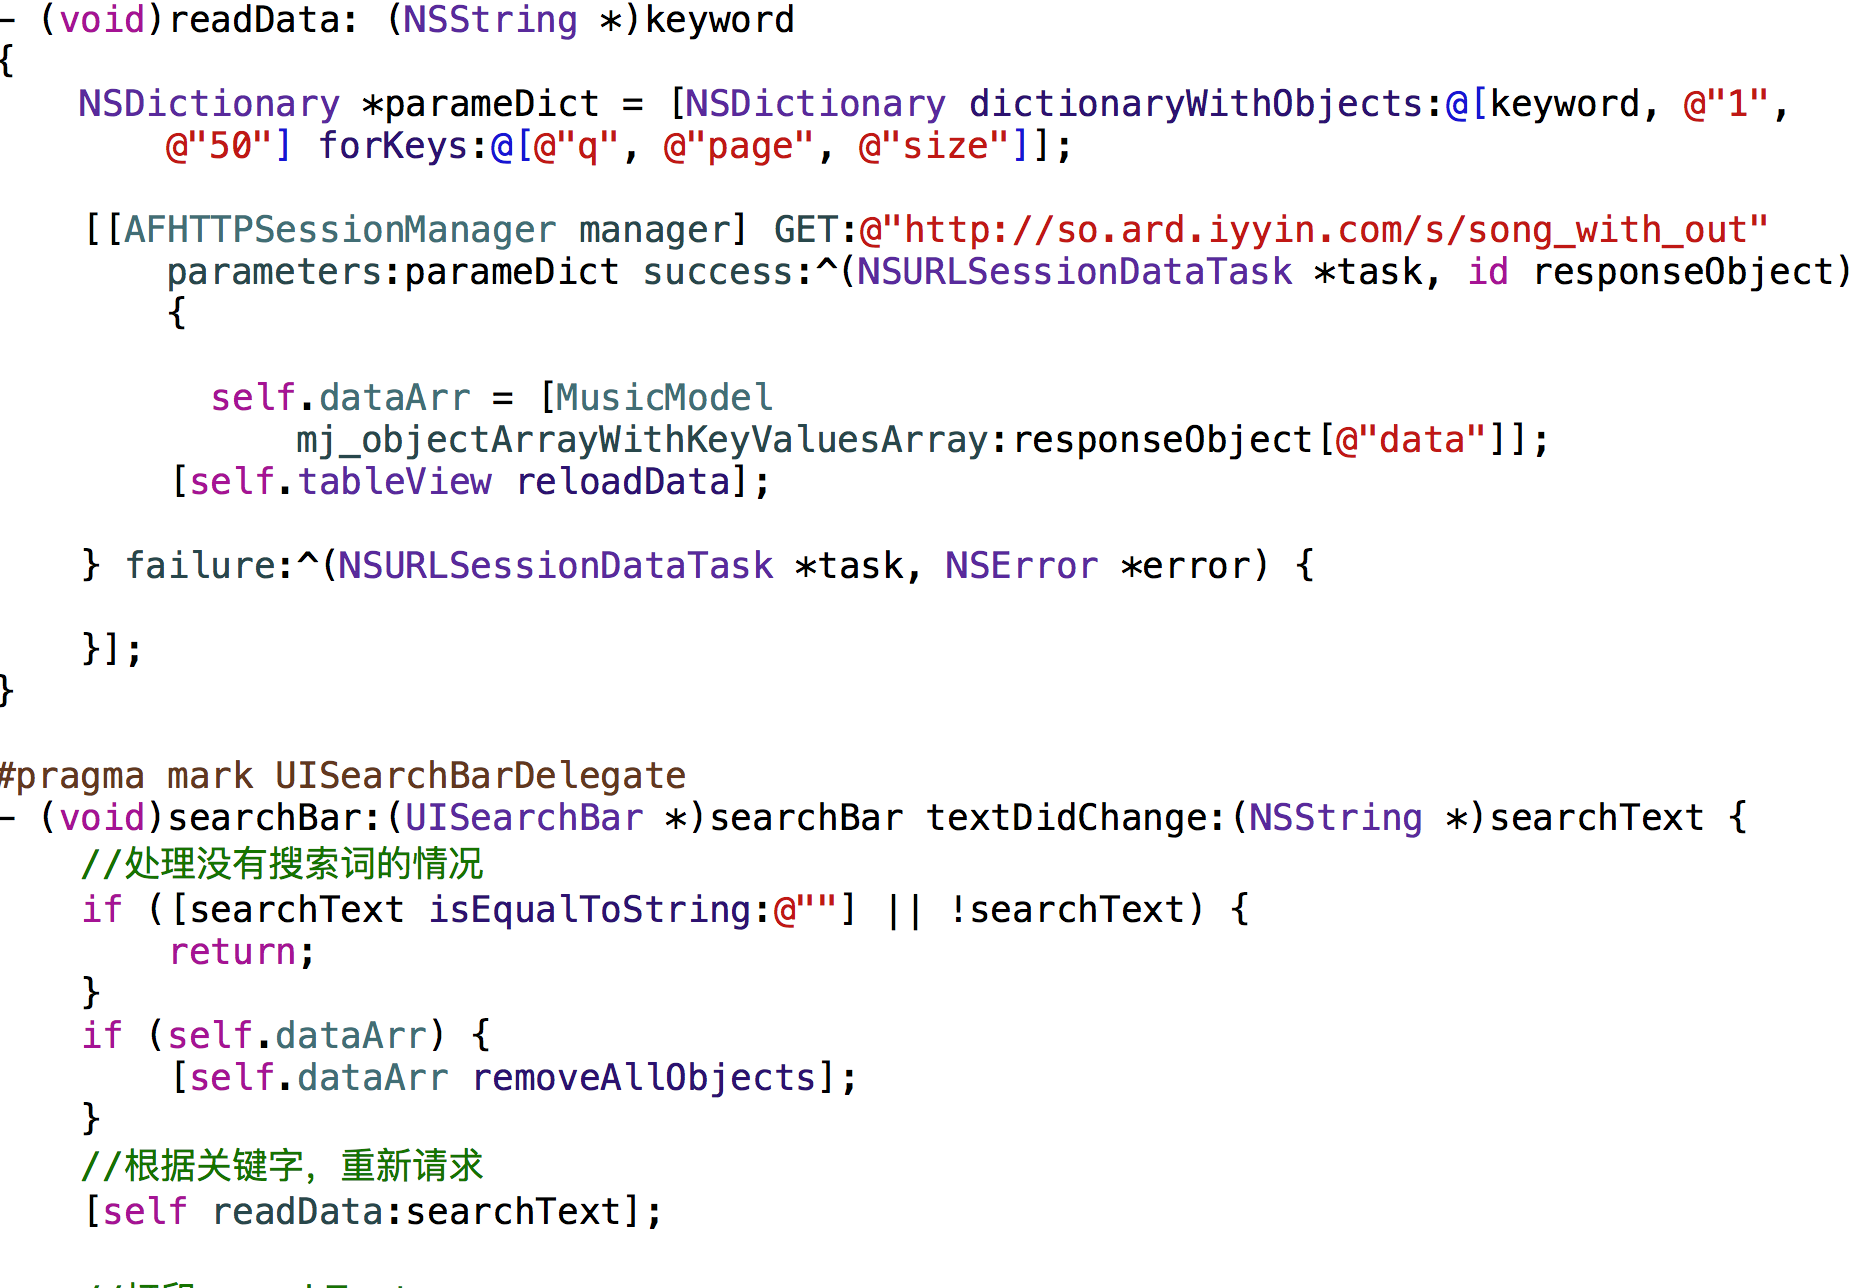 - (void)readData: (NSString *)keyword
{
    NSDictionary *parameDict = [NSDictionary dictionaryWithObjects:@[keyword, @"1",
        @"50"] forKeys:@[@"q", @"page", @"size"]];

    [[AFHTTPSessionManager manager] GET:@"http://so.ard.iyyin.com/s/song_with_out"
        parameters:parameDict success:^(NSURLSessionDataTask *task, id responseObject)
        {

          self.dataArr = [MusicModel
              mj_objectArrayWithKeyValuesArray:responseObject[@"data"]];
        [self.tableView reloadData];

    } failure:^(NSURLSessionDataTask *task, NSError *error) {

    }];
}

#pragma mark UISearchBarDelegate
- (void)searchBar:(UISearchBar *)searchBar textDidChange:(NSString *)searchText {
    //处理没有搜索词的情况
    if ([searchText isEqualToString:@""] || !searchText) {
        return;
    }
    if (self.dataArr) {
        [self.dataArr removeAllObjects];
    }
    //根据关键字，重新请求
    [self readData:searchText];